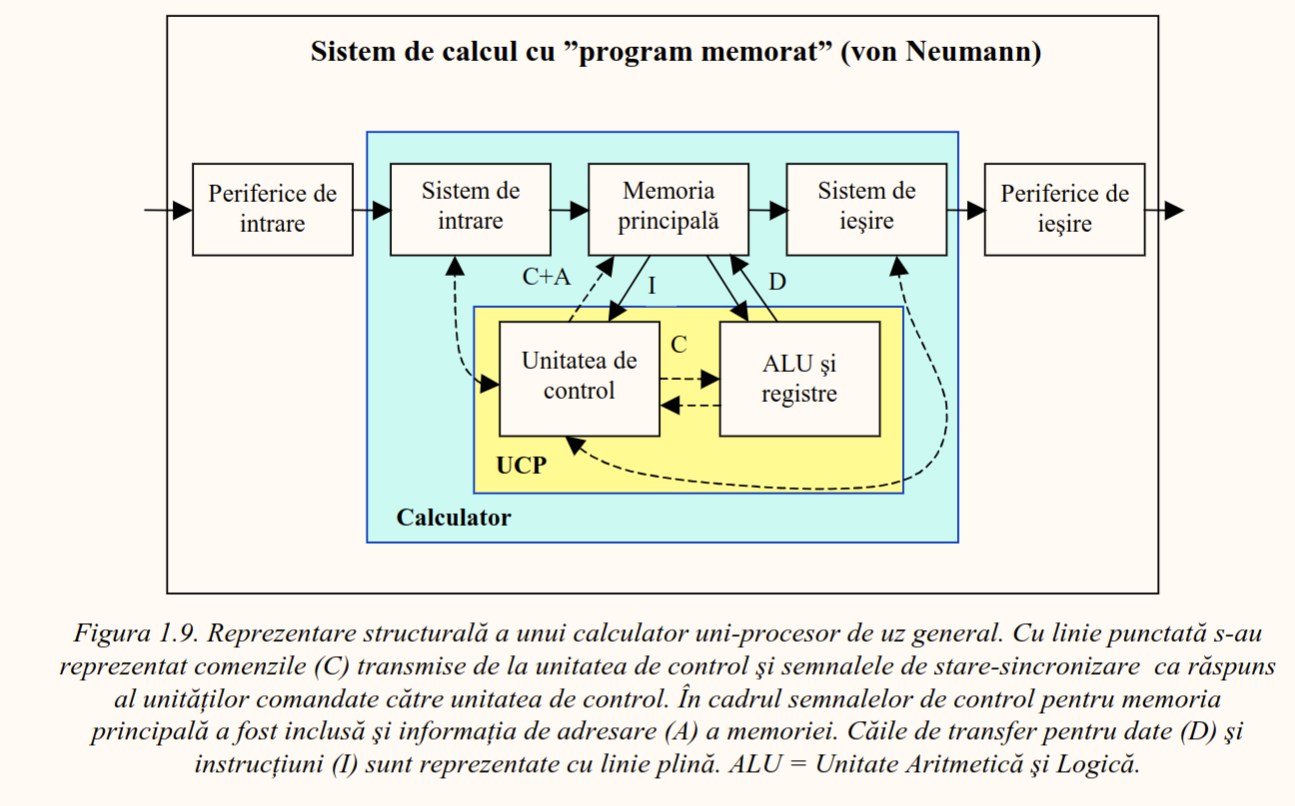 Sistem de calcul cu ”program memorat” (von Neumann)
Periferice de
intrare
Sistem de
intrare
Memoria
principală
Sistem de
ieşire
Periferice de
ieşire
C+A
I
D
Unitatea de
control
C
ALU şi
registre
UCP
Calculator
Figura 1.9. Reprezentare structurală a unui calculator uni-procesor de uz general. Cu linie punctată s-au
reprezentat comenzile (C) transmise de la unitatea de control şi semnalele de stare-sincronizare ca răspuns
al unităţilor comandate către unitatea de control. În cadrul semnalelor de control pentru memoria
principală a fost inclusă şi informaţia de adresare (A) a memoriei. Căile de transfer pentru date (D) şi
instrucţiuni (I) sunt reprezentate cu linie plină. ALU = Unitate Aritmetică şi Logică.